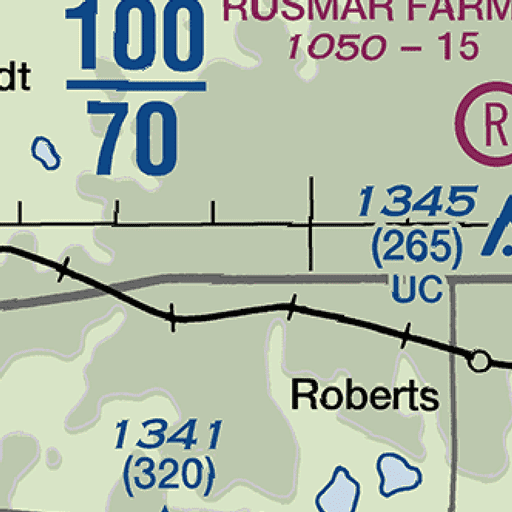 RUSMAR FARM
1050 – 15
100
70
dt
R
1345
(265)
UC
Roberts
1341
(320)